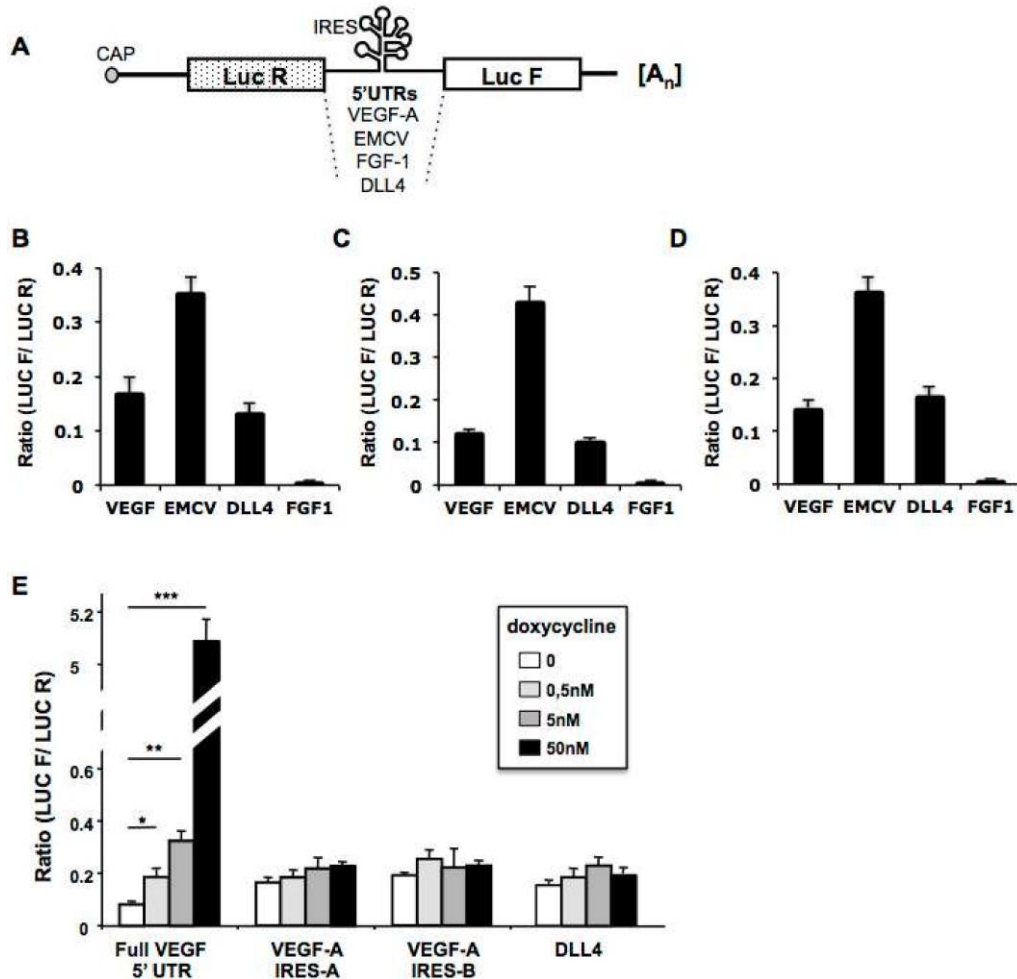 A
CAP
IRES
Luc R
Luc F
[An]
5'UTRs
VEGF-A
EMCV
FGF-1
DLL4
B
Ratio (LUC F/ LUC R)
0.4
0.3
0.2
0.1
0
VEGF EMCV DLL4 FGF1
C
Ratio (LUC F/ LUC R)
0.5
0.4
0.3
0.2
0.1
0
VEGF EMCV DLL4 FGF1
D
Ratio (LUC F/ LUC R)
0.4
0.3
0.2
0.1
0
VEGF EMCV DLL4 FGF1
E
Ratio (LUC F/ LUC R)
5.2
5
0.6
0.4
0.2
0
***
**
*
doxycycline
0
0,5nM
5nM
50nM
Full VEGF
5' UTR
VEGF-A
IRES-A
VEGF-A
IRES-B
DLL4